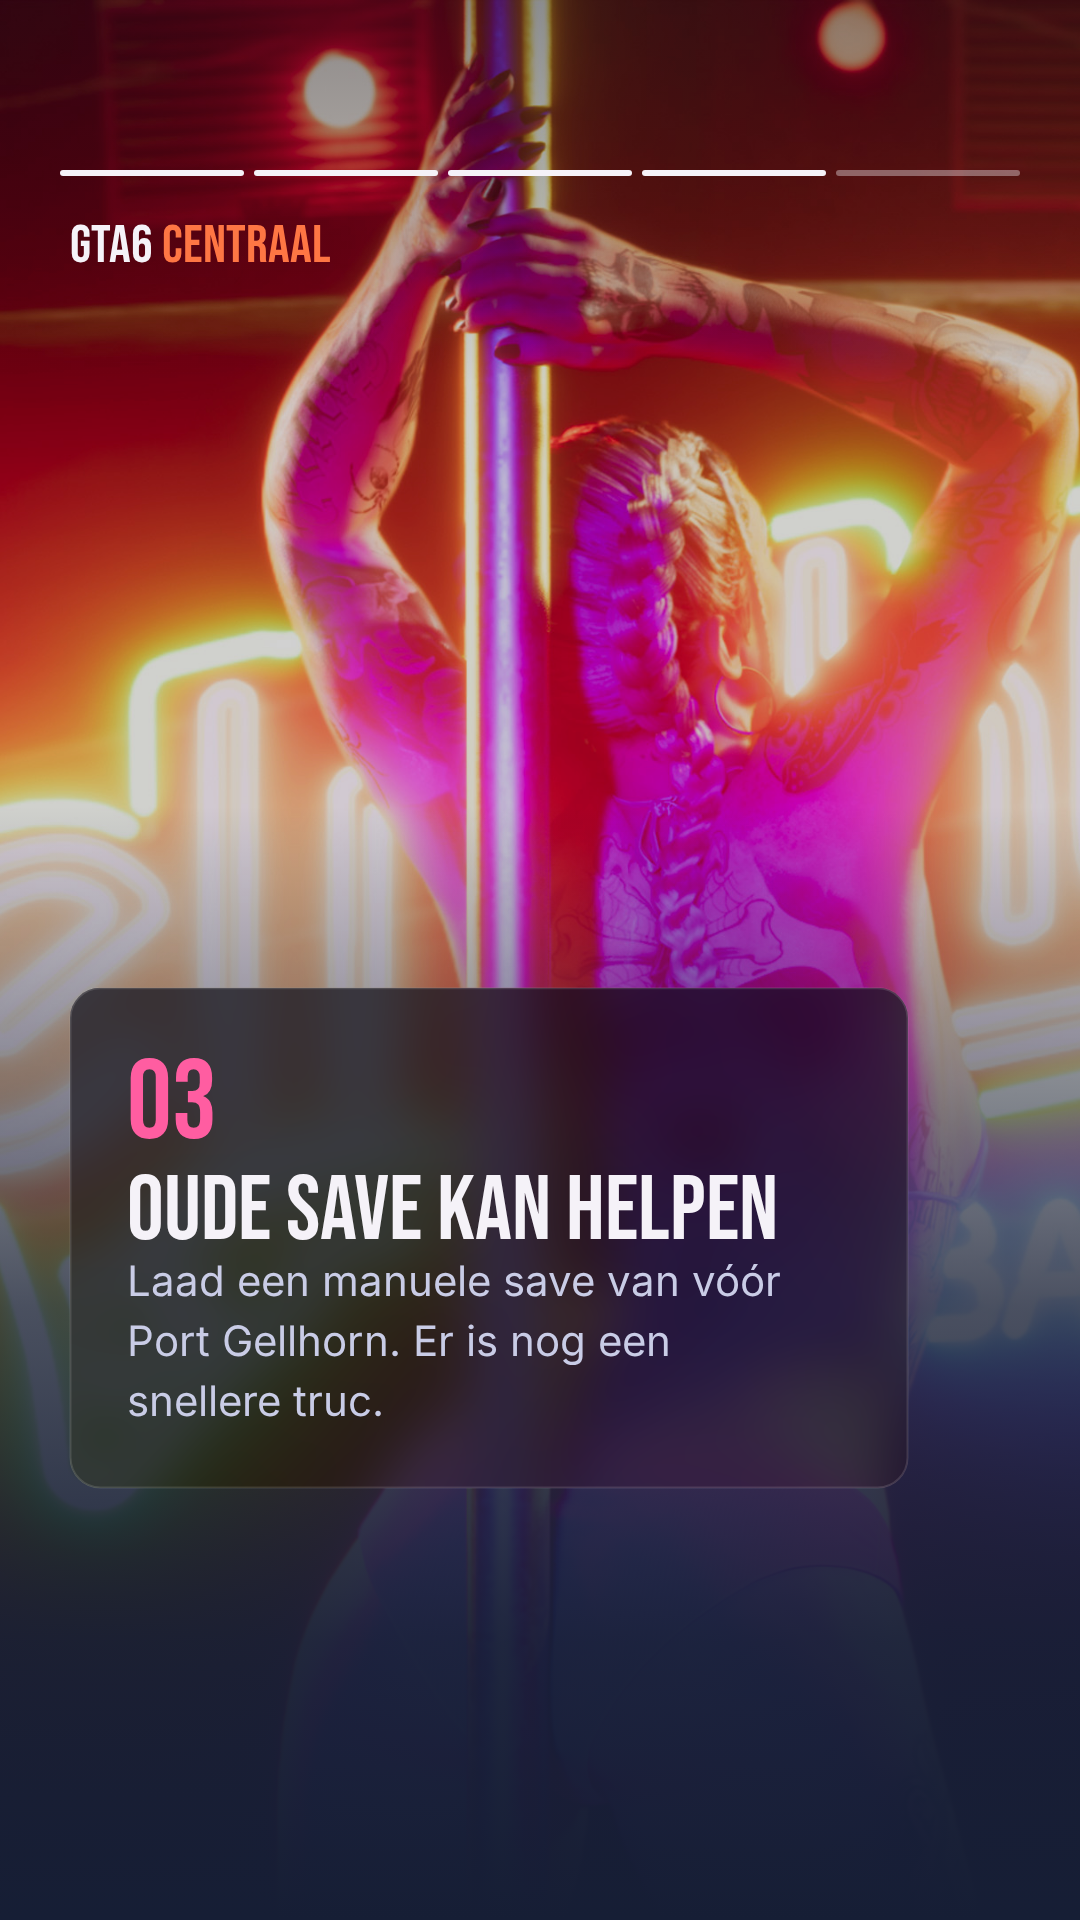 GTA6 CENTRAAL
03
OUDE SAVE KAN HELPEN
Laad een manuele save van vóór
Port Gellhorn. Er is nog een
snellere truc.